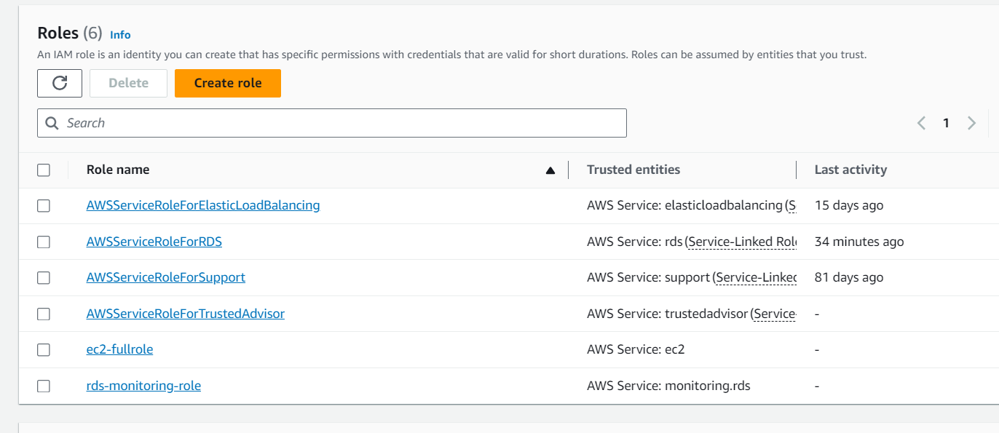 Roles (6) Info
An IAM role is an identity you can create that has specific permissions with credentials that are valid for short durations. Roles can be assumed by entities that you trust.
Delete Create role
Search 1
Role name Trusted entities Last activity
AWSServiceRoleForElasticLoadBalancing AWS Service: elasticloadbalancing (S 15 days ago
AWSServiceRoleForRDS AWS Service: rds (Service-Linked Role 34 minutes ago
AWSServiceRoleForSupport AWS Service: support (Service-Linked 81 days ago
AWSServiceRoleForTrustedAdvisor AWS Service: trustedadvisor (Service- -
ec2-fullrole AWS Service: ec2 -
rds-monitoring-role AWS Service: monitoring.rds -